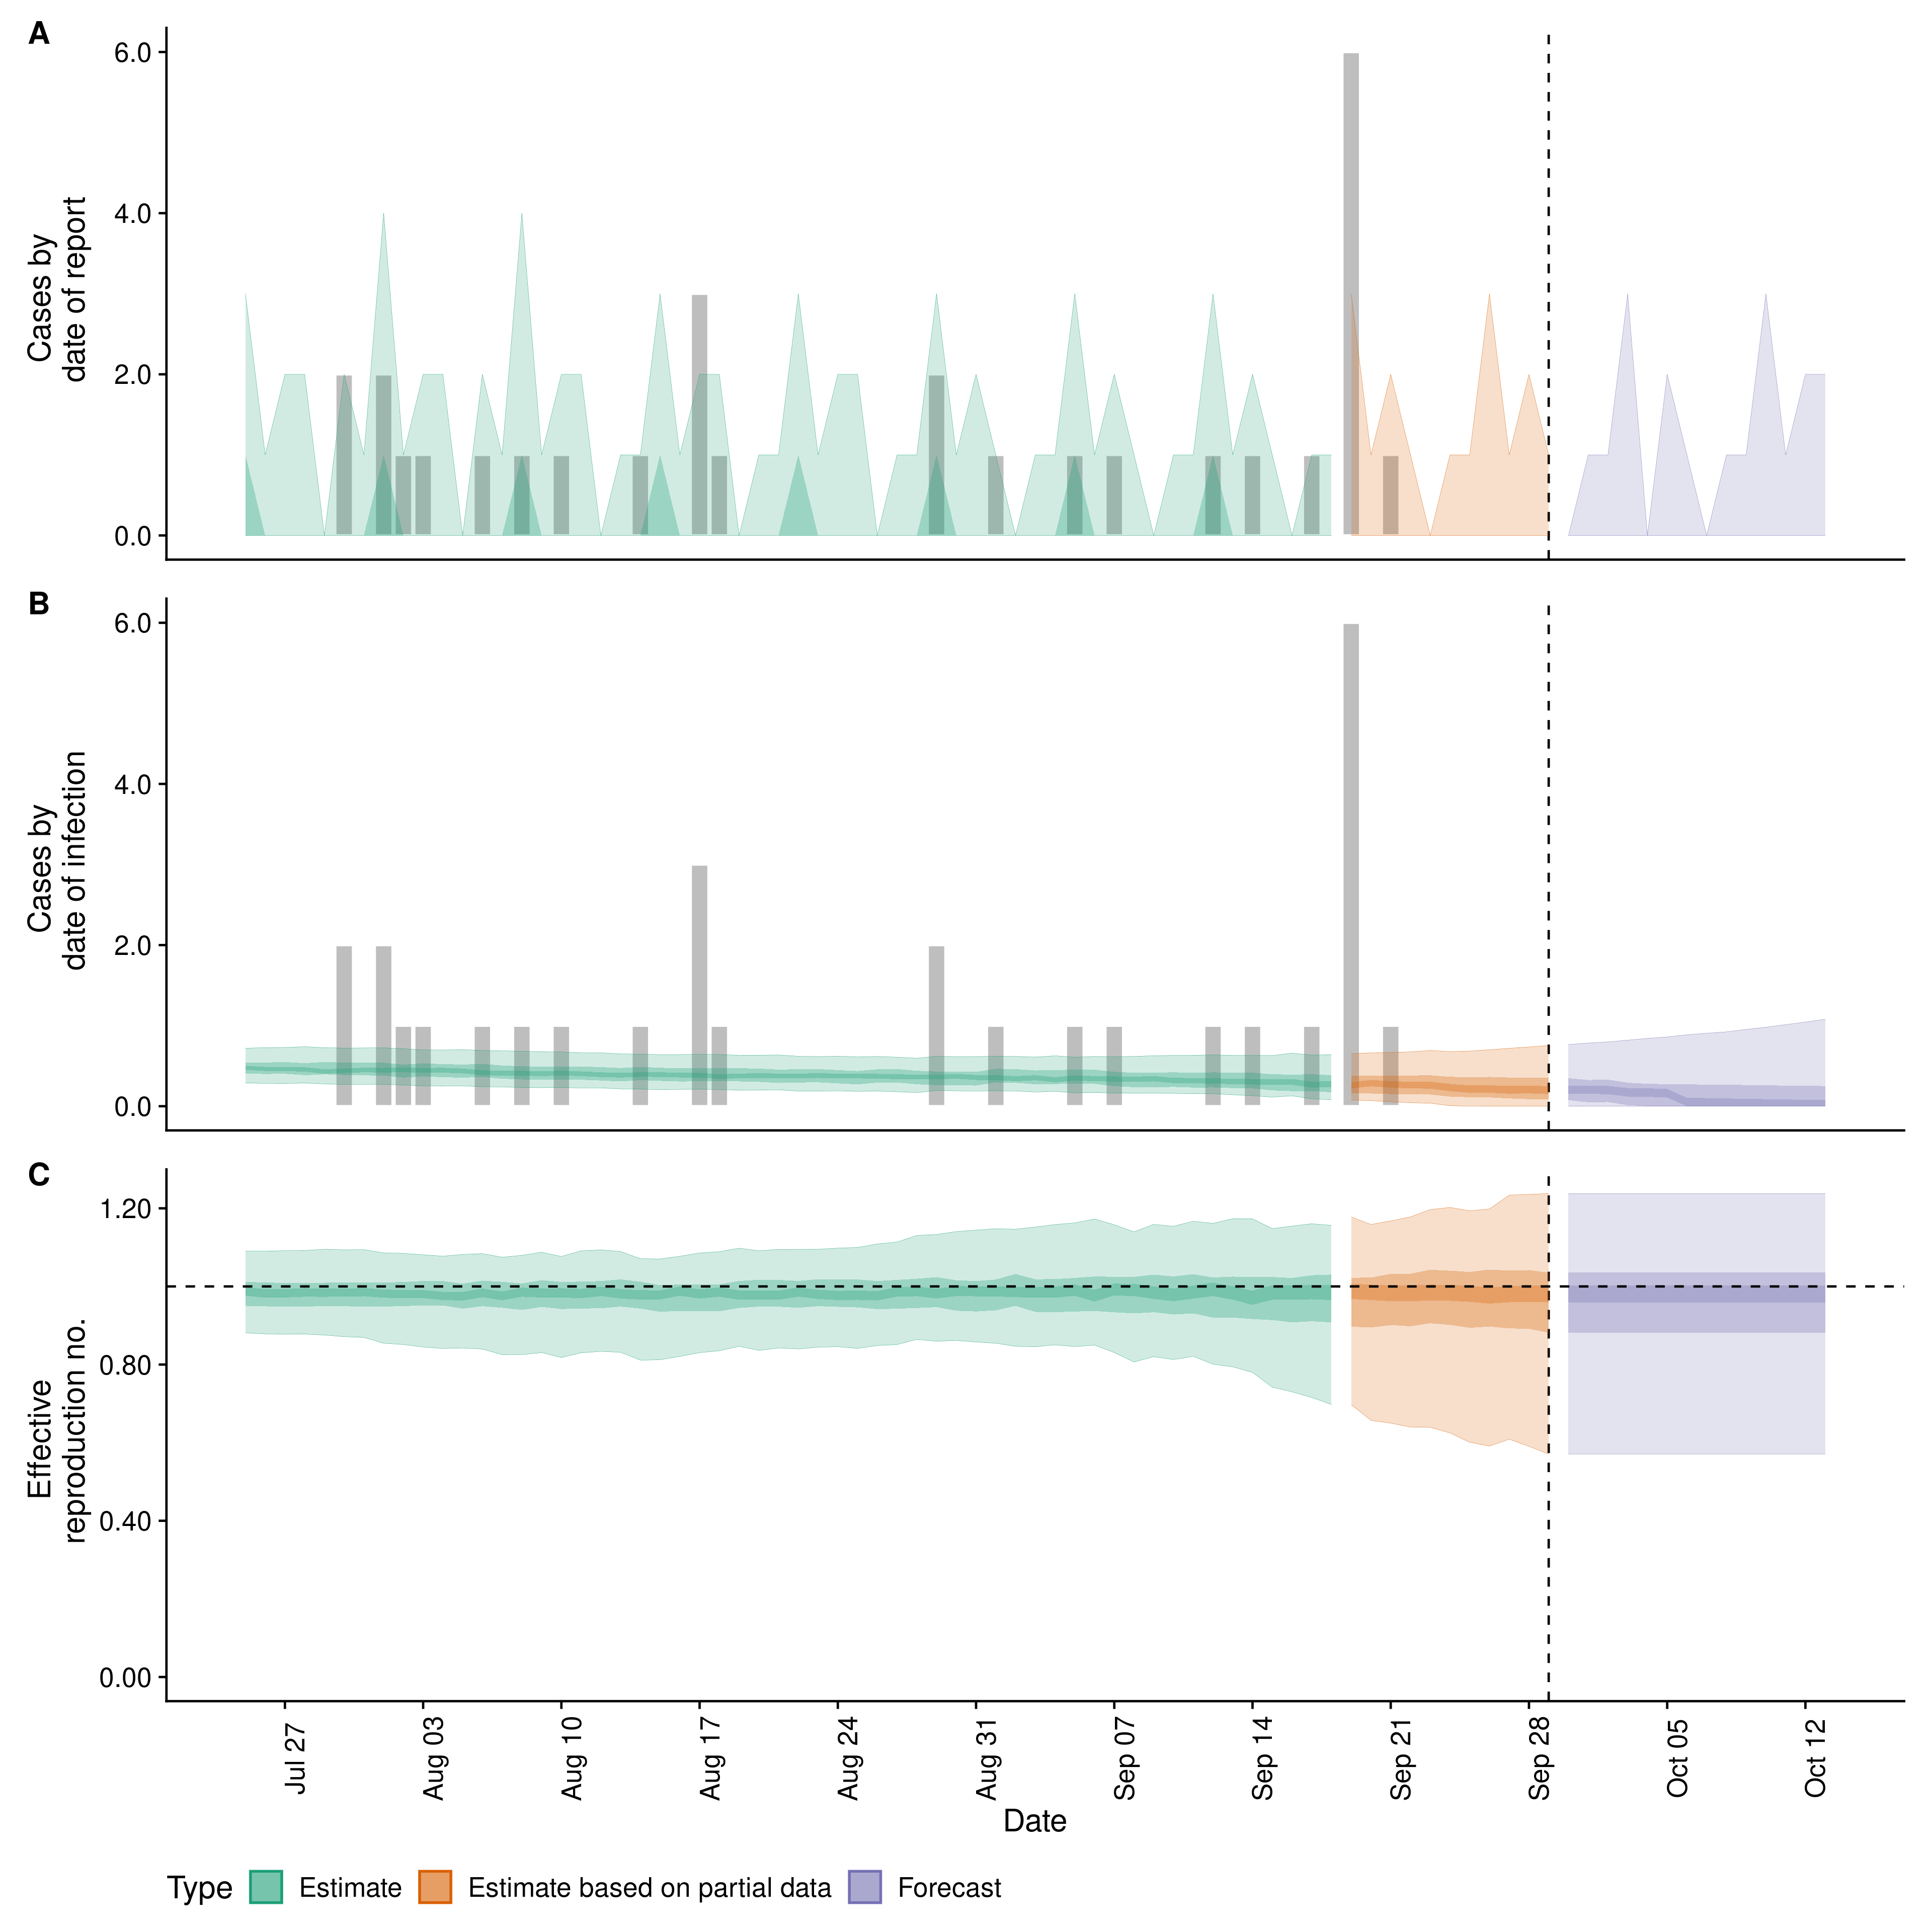 A
6.0
4.0
2.0
0.0
Cases by
date of report
B
6.0
4.0
2.0
0.0
Cases by
date of infection
C
1.20
0.80
0.40
0.00
Effective
reproduction no.
Jul 27
Aug 03
Aug 10
Aug 17
Aug 24
Aug 31
Sep 07
Sep 14
Sep 21
Sep 28
Oct 05
Oct 12
Date
Type Estimate Estimate based on partial data Forecast